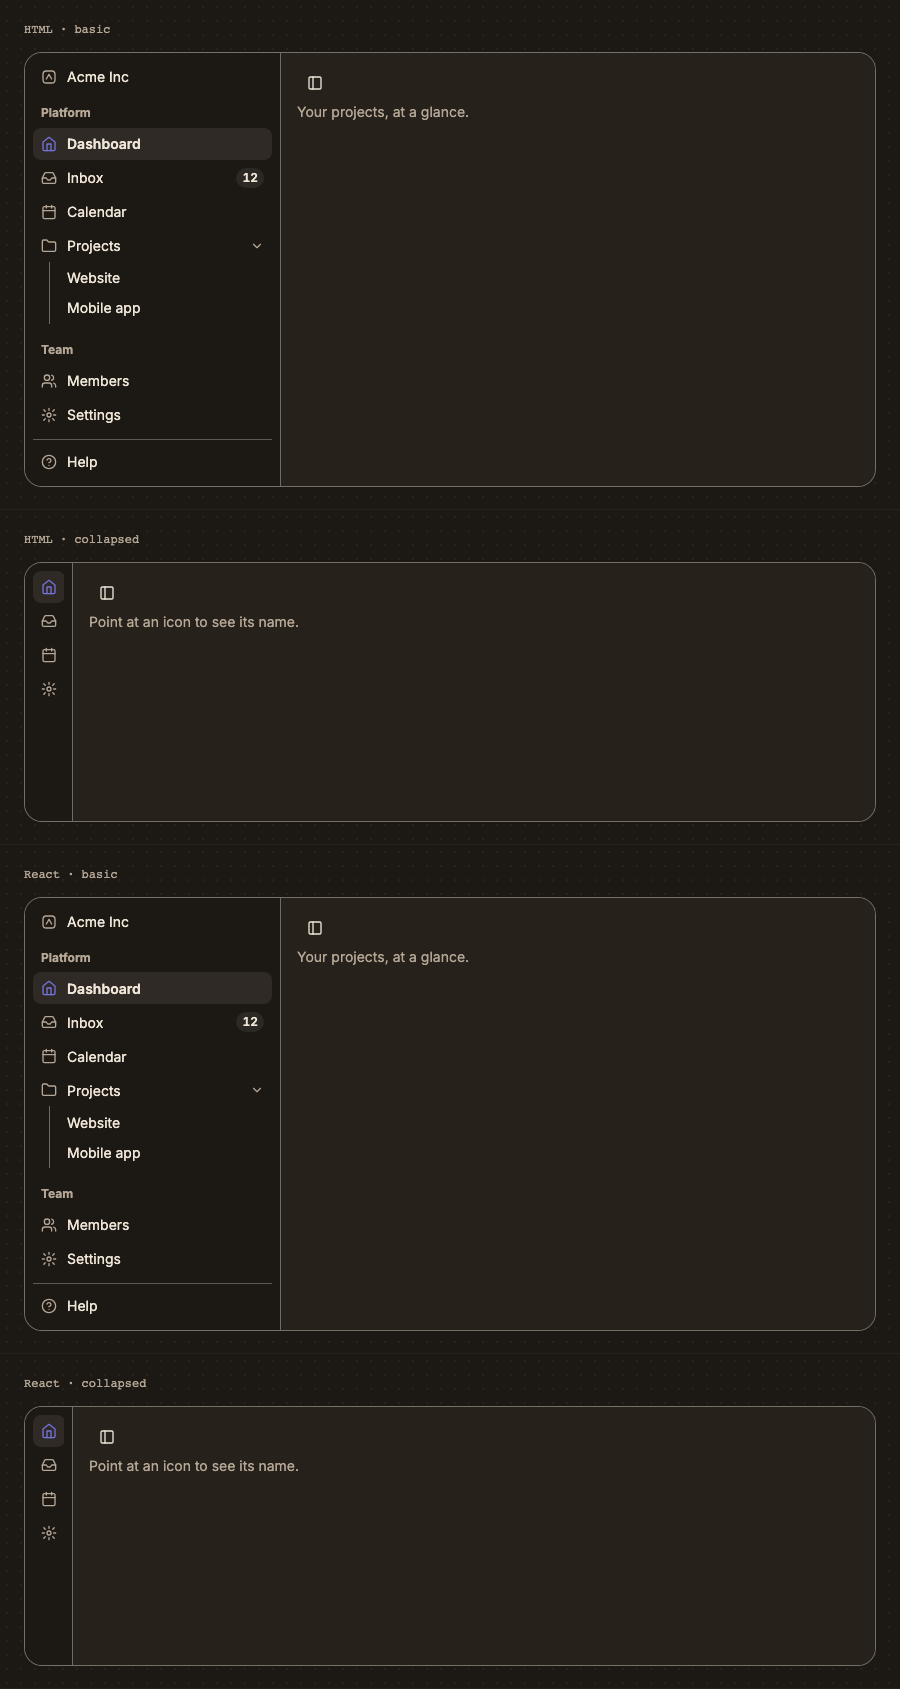 HTML • basic
Acme Inc
Platform
Dashboard
Inbox 12
Calendar
Projects
Website
Mobile app
Team
Members
Settings
Help
Your projects, at a glance.
HTML • collapsed
Point at an icon to see its name.
React • basic
Acme Inc
Platform
Dashboard
Inbox 12
Calendar
Projects
Website
Mobile app
Team
Members
Settings
Help
Your projects, at a glance.
React • collapsed
Point at an icon to see its name.